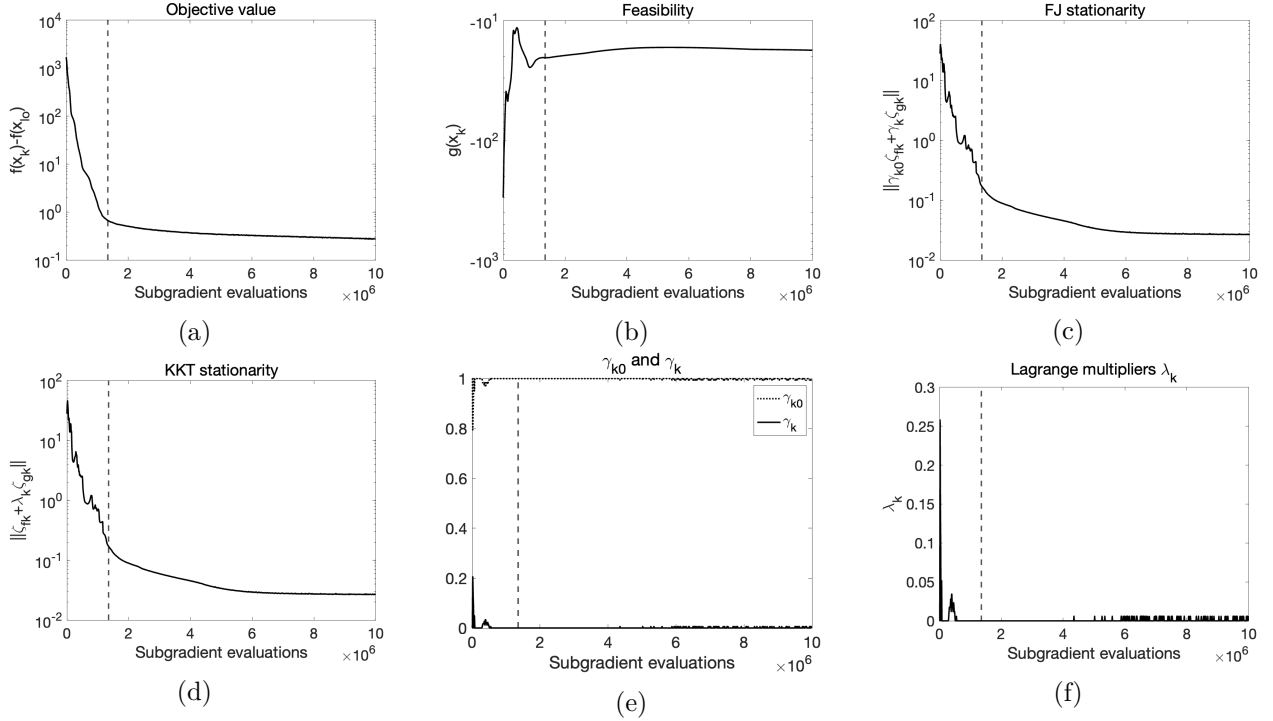 Objective value
10^4
10^3
10^2
10^1
10^0
10^-1
f(x_k)-f(x_lo)
0 2 4 6 8 10
Subgradient evaluations
×10^6
(a)
Feasibility
-10^1
-10^2
-10^3
g(x_k)
0 2 4 6 8 10
Subgradient evaluations
×10^6
(b)
FJ stationarity
10^2
10^1
10^0
10^-1
10^-2
||γ_k0 ζ_fk+γ_k ζ_gk||
0 2 4 6 8 10
Subgradient evaluations
×10^6
(c)
KKT stationarity
10^2
10^1
10^0
10^-1
10^-2
||ζ_fk+λ_k ζ_gk||
0 2 4 6 8 10
Subgradient evaluations
×10^6
(d)
γ_k0 and γ_k
1
0.8
0.6
0.4
0.2
0
γ_k0
γ_k
0 2 4 6 8 10
Subgradient evaluations
×10^6
(e)
Lagrange multipliers λ_k
0.3
0.25
0.2
0.15
0.1
0.05
0
λ_k
0 2 4 6 8 10
Subgradient evaluations
×10^6
(f)